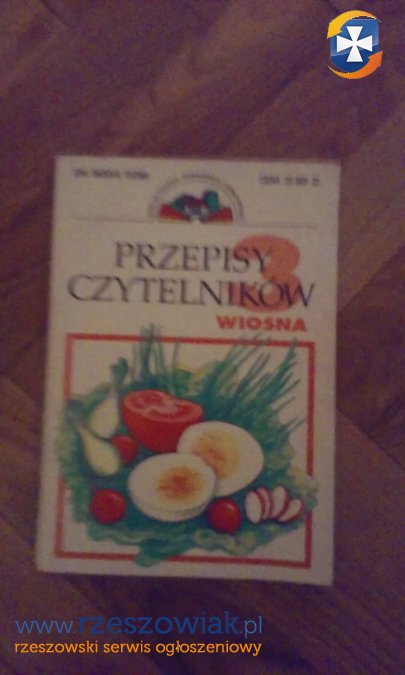 PRZEPISY
3
CZYTELNIKÓW
WIOSNA
www.rzeszowiak.pl
rzeszowski serwis ogłoszeniowy